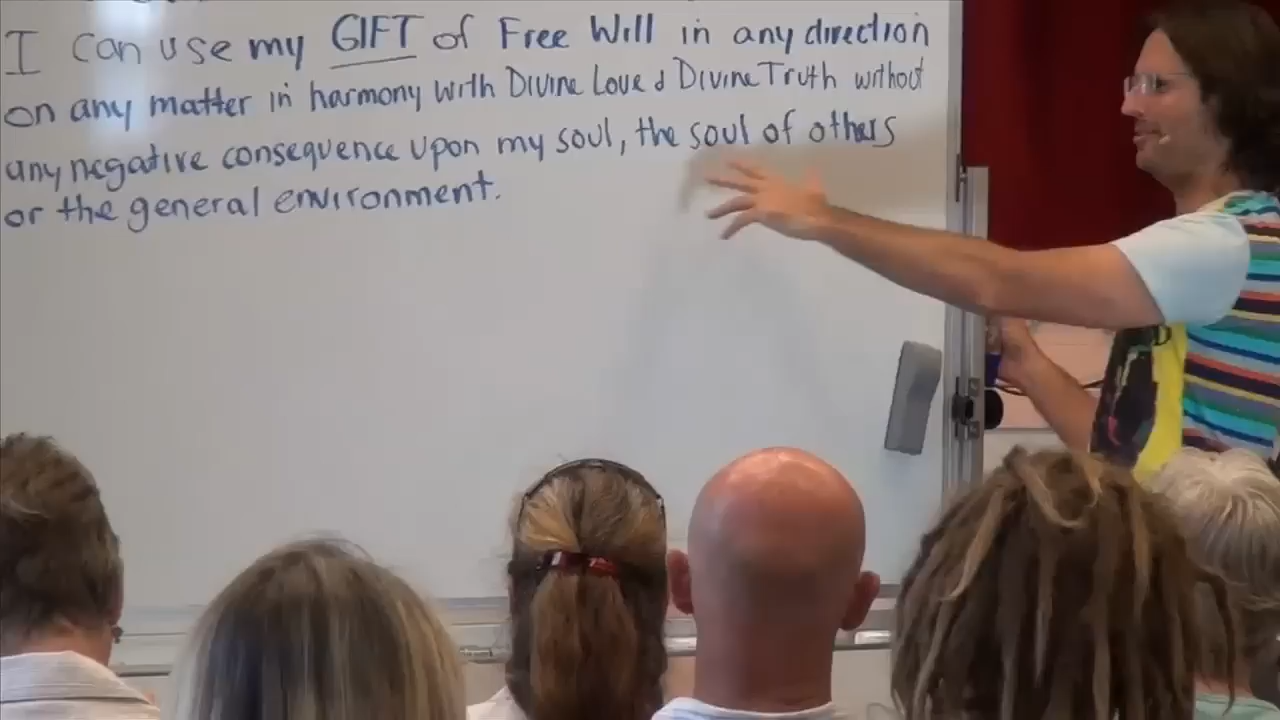 I can use my GIFT of Free Will in any direction
on any matter in harmony with Divine Love & Divine Truth without
any negative consequence upon my soul, the soul of others
or the general environment.